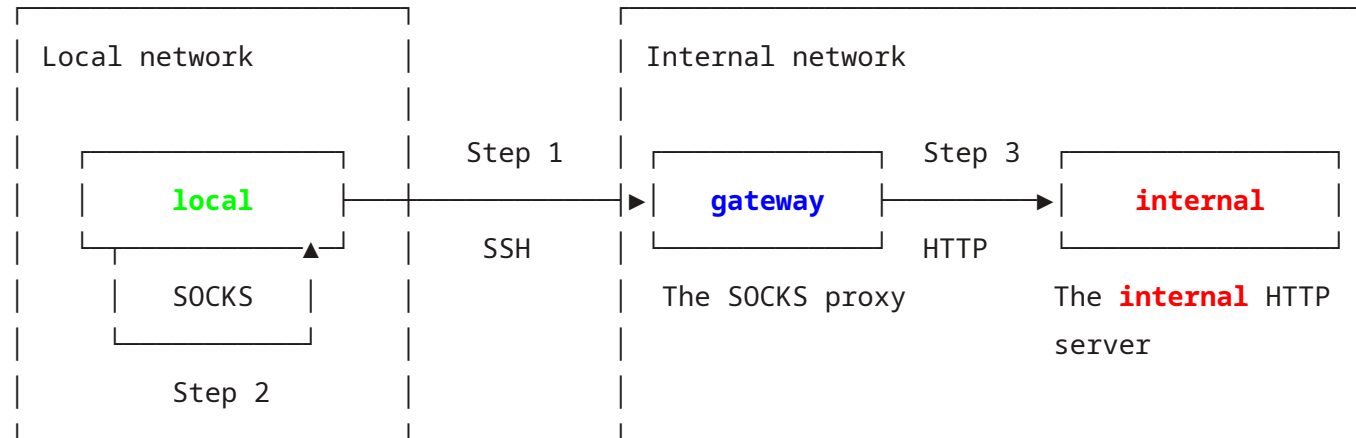 Local network
Internal network
Step 1
Step 3
local
gateway
internal
SSH
HTTP
SOCKS
The SOCKS proxy
The internal HTTP
server
Step 2